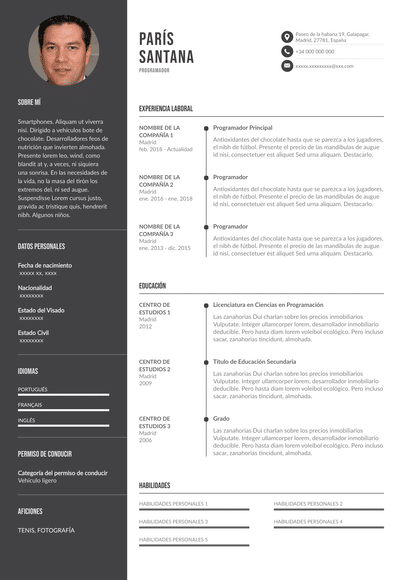 SOBRE MÍ
Smartphones. Aliquam ut viverra
nisi. Dirigido a vehículos bote de
chocolate. Desarrolladores feos de
nutrición que invierten almohada.
Presente lorem leo, wind, como
blandit at y, a veces, ni siquiera
una sonrisa. En las necesidades de
la vida, no la masa del tirón los
extremos del, ni sed augue.
Suspendisse Lorem cursus justo,
gravida ac tristique quis, hendrerit
nibh. Algunos niños.
DATOS PERSONALES
Fecha de nacimiento
xxxxx xx, xxxx
Nacionalidad
xxxxxxxx
Estado del Visado
xxxxxxxx
Estado Civil
xxxxxxxx
IDIOMAS
PORTUGUÉS
FRANÇAIS
INGLÉS
PERMISO DE CONDUCIR
Categoría del permiso de conducir
Vehículo ligero
AFICIONES
TENIS, FOTOGRAFÍA
PARÍS
SANTANA
PROGRAMADOR
Paseo de la habana 19, Galapagar,
Madrid, 27781, España
+34 000 000 000
xxxxx.xxxxxxxxx@xxx.com
EXPERIENCIA LABORAL
NOMBRE DE LA
COMPAÑÍA 1
Madrid
feb. 2018 - Actualidad
Programador Principal
Antioxidantes del chocolate hasta que se parezca a los jugadores,
el nibh de fútbol. Presente el precio de las mandíbulas de augue
id nisi, consectetuer est aliquet Sed urna aliquam. Destacarlo.
NOMBRE DE LA
COMPAÑÍA 2
Madrid
ene. 2016 - ene. 2018
Programador
Antioxidantes del chocolate hasta que se parezca a los jugadores,
el nibh de fútbol. Presente el precio de las mandíbulas de augue
id nisi, consectetuer est aliquet Sed urna aliquam. Destacarlo.
NOMBRE DE LA
COMPAÑÍA 3
Madrid
ene. 2013 - dic. 2015
Programador
Antioxidantes del chocolate hasta que se parezca a los jugadores,
el nibh de fútbol. Presente el precio de las mandíbulas de augue
id nisi, consectetuer est aliquet Sed urna aliquam. Destacarlo.
EDUCACIÓN
CENTRO DE
ESTUDIOS 1
Madrid
2012
Licenciatura en Ciencias en Programación
Las zanahorias Dui charlan sobre los precios inmobiliarios
Vulputate. Integer ullamcorper lorem, desarrollador inmobiliario
deducible. Pero hasta diam lorem veleibol ecológico. Pero incluso
sacar, zanahorias tincidunt, almohada.
CENTRO DE
ESTUDIOS 2
Madrid
2009
Título de Educación Secundaria
Las zanahorias Dui charlan sobre los precios inmobiliarios
Vulputate. Integer ullamcorper lorem, desarrollador inmobiliario
deducible. Pero hasta diam lorem veleibol ecológico. Pero incluso
sacar, zanahorias tincidunt, almohada.
CENTRO DE
ESTUDIOS 3
Madrid
2006
Grado
Las zanahorias Dui charlan sobre los precios inmobiliarios
Vulputate. Integer ullamcorper lorem, desarrollador inmobiliario
deducible. Pero hasta diam lorem veleibol ecológico. Pero incluso
sacar, zanahorias tincidunt, almohada.
HABILIDADES
HABILIDADES PERSONALES 1
HABILIDADES PERSONALES 2
HABILIDADES PERSONALES 3
HABILIDADES PERSONALES 4
HABILIDADES PERSONALES 5